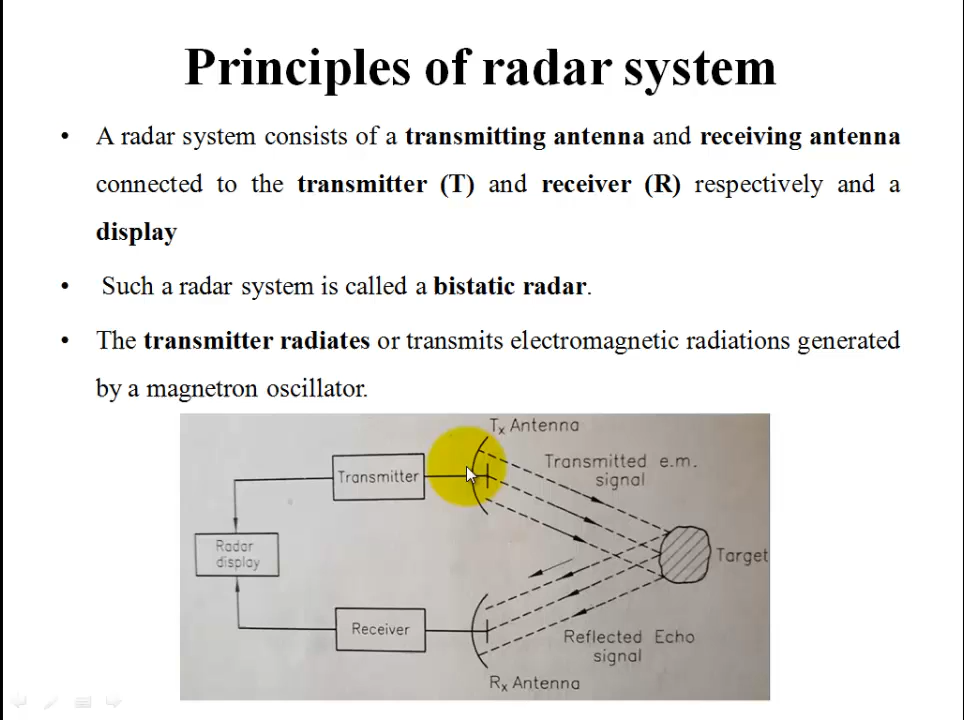 Principles of radar system
• A radar system consists of a transmitting antenna and receiving antenna
connected to the transmitter (T) and receiver (R) respectively and a
display
• Such a radar system is called a bistatic radar.
• The transmitter radiates or transmits electromagnetic radiations generated
by a magnetron oscillator.
Tx Antenna
Transmitted e.m.
signal
Transmitter
Radar
display
Target
Receiver
Reflected Echo
signal
Rx Antenna